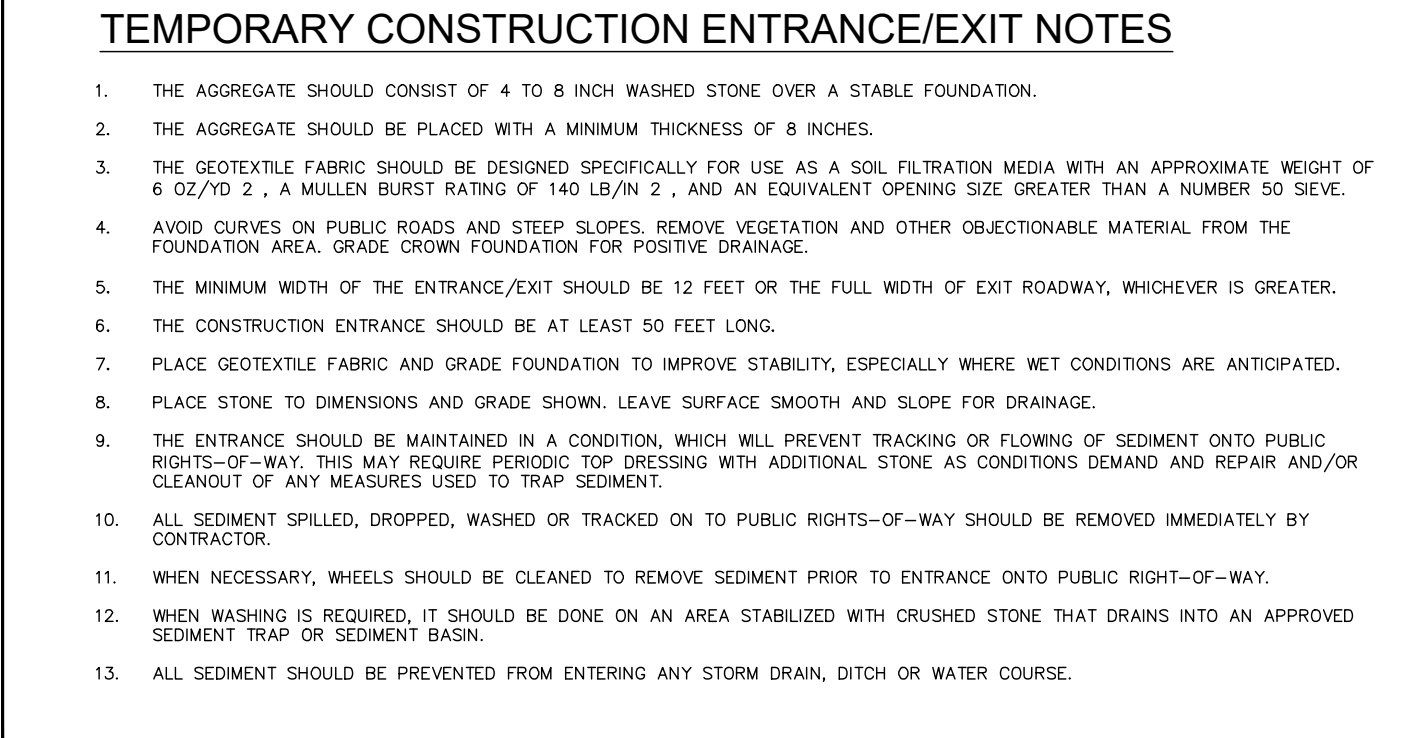 TEMPORARY CONSTRUCTION ENTRANCE/EXIT NOTES
1. THE AGGREGATE SHOULD CONSIST OF 4 TO 8 INCH WASHED STONE OVER A STABLE FOUNDATION.
2. THE AGGREGATE SHOULD BE PLACED WITH A MINIMUM THICKNESS OF 8 INCHES.
3. THE GEOTEXTILE FABRIC SHOULD BE DESIGNED SPECIFICALLY FOR USE AS A SOIL FILTRATION MEDIA WITH AN APPROXIMATE WEIGHT OF
6 OZ/YD 2 , A MULLEN BURST RATING OF 140 LB/IN 2 , AND AN EQUIVALENT OPENING SIZE GREATER THAN A NUMBER 50 SIEVE.
4. AVOID CURVES ON PUBLIC ROADS AND STEEP SLOPES. REMOVE VEGETATION AND OTHER OBJECTIONABLE MATERIAL FROM THE
FOUNDATION AREA. GRADE CROWN FOUNDATION FOR POSITIVE DRAINAGE.
5. THE MINIMUM WIDTH OF THE ENTRANCE/EXIT SHOULD BE 12 FEET OR THE FULL WIDTH OF EXIT ROADWAY, WHICHEVER IS GREATER.
6. THE CONSTRUCTION ENTRANCE SHOULD BE AT LEAST 50 FEET LONG.
7. PLACE GEOTEXTILE FABRIC AND GRADE FOUNDATION TO IMPROVE STABILITY, ESPECIALLY WHERE WET CONDITIONS ARE ANTICIPATED.
8. PLACE STONE TO DIMENSIONS AND GRADE SHOWN. LEAVE SURFACE SMOOTH AND SLOPE FOR DRAINAGE.
9. THE ENTRANCE SHOULD BE MAINTAINED IN A CONDITION, WHICH WILL PREVENT TRACKING OR FLOWING OF SEDIMENT ONTO PUBLIC
RIGHTS–OF–WAY. THIS MAY REQUIRE PERIODIC TOP DRESSING WITH ADDITIONAL STONE AS CONDITIONS DEMAND AND REPAIR AND/OR
CLEANOUT OF ANY MEASURES USED TO TRAP SEDIMENT.
10. ALL SEDIMENT SPILLED, DROPPED, WASHED OR TRACKED ON TO PUBLIC RIGHTS–OF–WAY SHOULD BE REMOVED IMMEDIATELY BY
CONTRACTOR.
11. WHEN NECESSARY, WHEELS SHOULD BE CLEANED TO REMOVE SEDIMENT PRIOR TO ENTRANCE ONTO PUBLIC RIGHT–OF–WAY.
12. WHEN WASHING IS REQUIRED, IT SHOULD BE DONE ON AN AREA STABILIZED WITH CRUSHED STONE THAT DRAINS INTO AN APPROVED
SEDIMENT TRAP OR SEDIMENT BASIN.
13. ALL SEDIMENT SHOULD BE PREVENTED FROM ENTERING ANY STORM DRAIN, DITCH OR WATER COURSE.